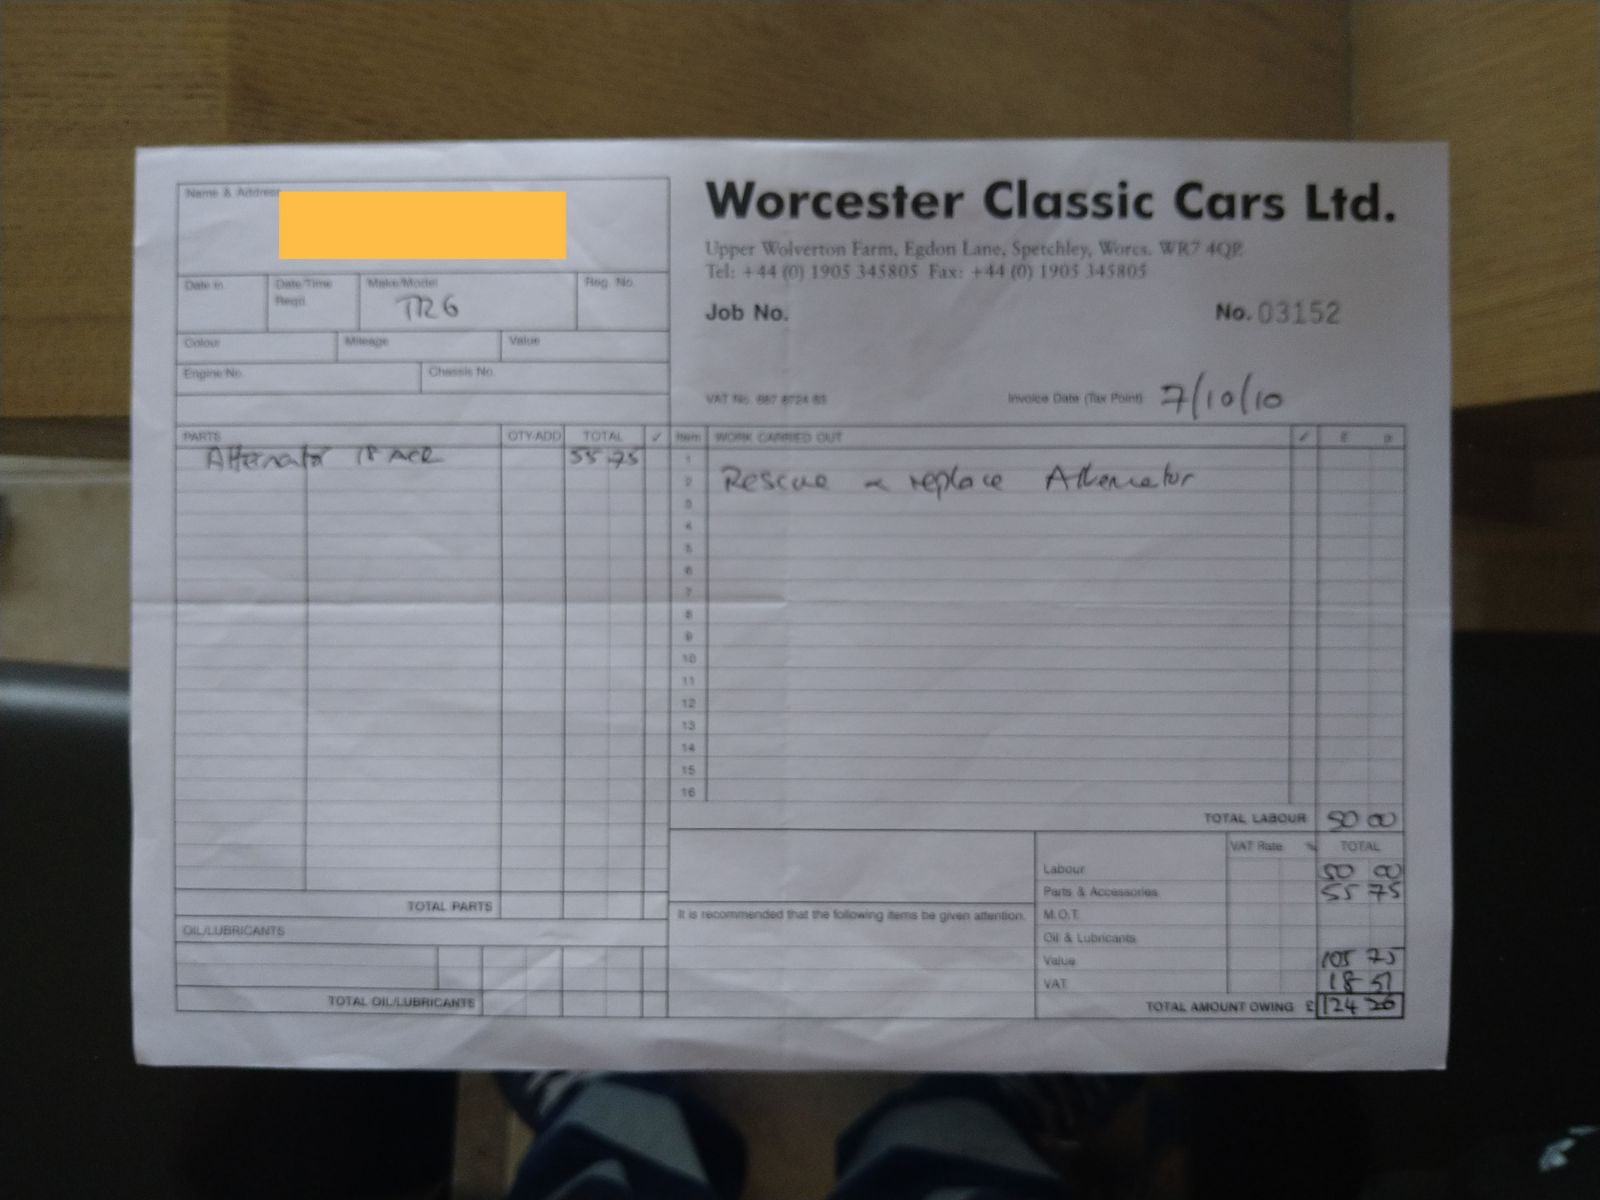 Name & Address
Worcester Classic Cars Ltd.
Upper Wolverton Farm, Egdon Lane, Spetchley, Worcs. WR7 4QP.
Tel: +44 (0) 1905 345805 Fax: +44 (0) 1905 345805
Date In
Date/Time Reqd.
Make/Model
TR6
Reg. No.
Job No.
No. 03152
Colour
Mileage
Value
Engine No.
Chassis No.
VAT No. 887 8724 83
Invoice Date (Tax Point) 7/10/10
PARTS QTY/ADD TOTAL ✓ Item WORK CARRIED OUT ✓ £ p
Alternator 18 ACR 55 75
1
2 Rescue & replace Alternator
3
4
5
6
7
8
9
10
11
12
13
14
15
16
TOTAL LABOUR 50 00
VAT Rate % TOTAL
Labour 50 00
Parts & Accessories 55 75
TOTAL PARTS
It is recommended that the following items be given attention.
M.O.T.
OIL/LUBRICANTS
Oil & Lubricants
Value 105 75
VAT 18 51
TOTAL OIL/LUBRICANTS
TOTAL AMOUNT OWING £ 124 26